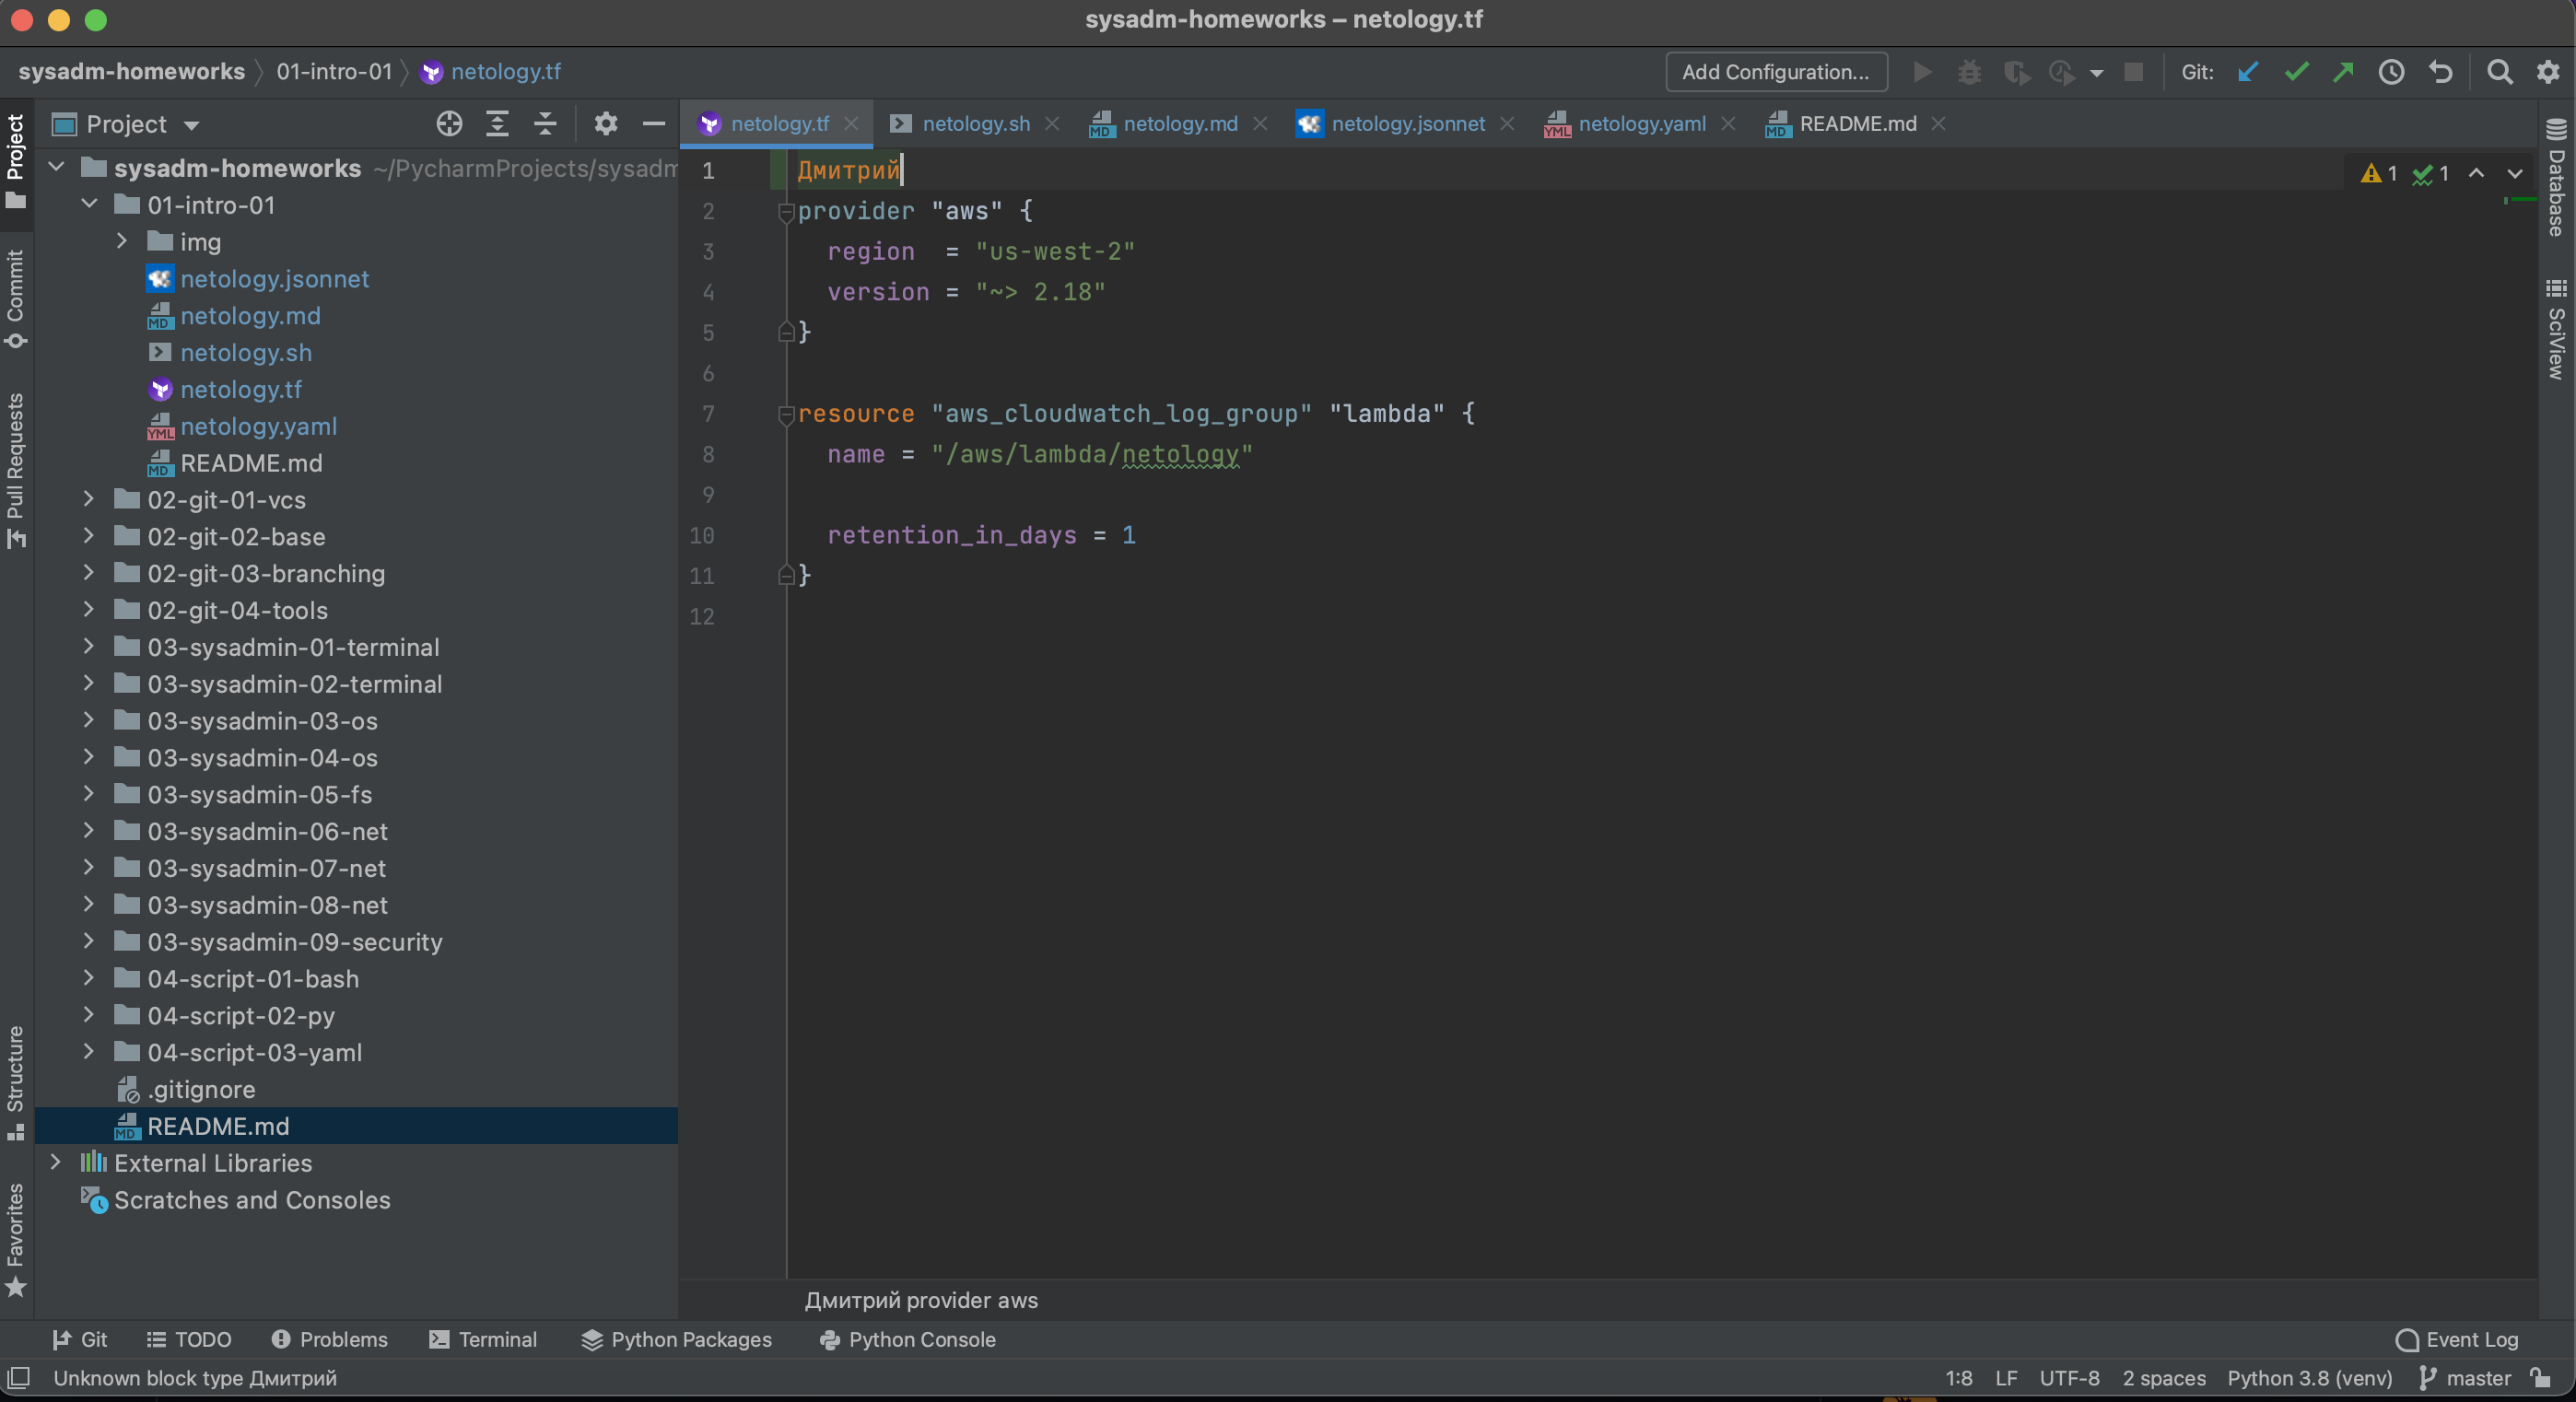 sysadm-homeworks – netology.tf
sysadm-homeworks 01-intro-01 netology.tf
Add Configuration...
Git:
Project
netology.tf
netology.sh
netology.md
netology.jsonnet
netology.yaml
README.md
Project
Commit
Pull Requests
Structure
Favorites
sysadm-homeworks ~/PycharmProjects/sysadm
01-intro-01
img
netology.jsonnet
netology.md
netology.sh
netology.tf
netology.yaml
README.md
02-git-01-vcs
02-git-02-base
02-git-03-branching
02-git-04-tools
03-sysadmin-01-terminal
03-sysadmin-02-terminal
03-sysadmin-03-os
03-sysadmin-04-os
03-sysadmin-05-fs
03-sysadmin-06-net
03-sysadmin-07-net
03-sysadmin-08-net
03-sysadmin-09-security
04-script-01-bash
04-script-02-py
04-script-03-yaml
.gitignore
README.md
External Libraries
Scratches and Consoles
1 Дмитрий
2 provider "aws" {
3 region  = "us-west-2"
4 version = "~> 2.18"
5 }
6
7 resource "aws_cloudwatch_log_group" "lambda" {
8 name = "/aws/lambda/netology"
9
10 retention_in_days = 1
11 }
12
1 1
Database
SciView
Дмитрий provider aws
Git TODO Problems Terminal Python Packages Python Console Event Log
Unknown block type Дмитрий 1:8 LF UTF-8 2 spaces Python 3.8 (venv) master